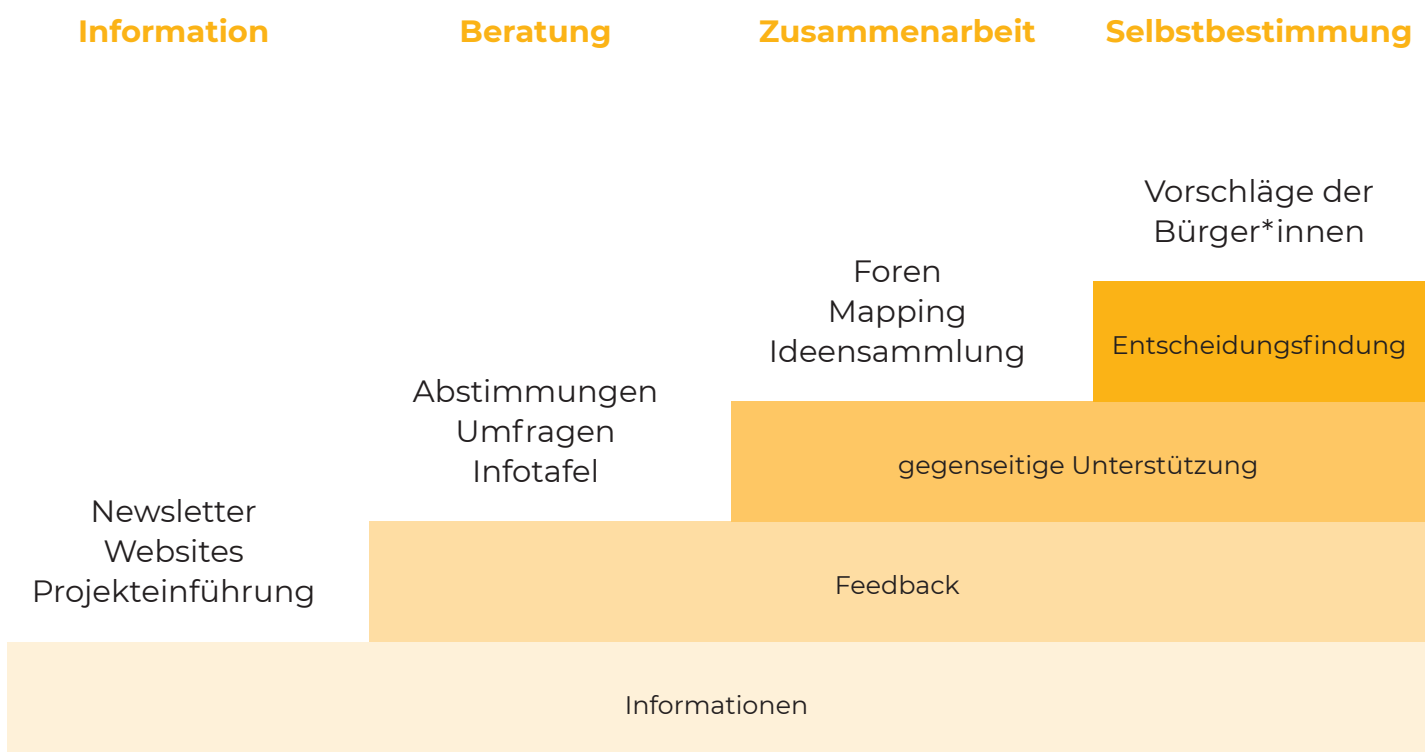 Information
Beratung
Zusammenarbeit
Selbstbestimmung
Vorschläge der
Bürger*innen
Foren
Mapping
Ideensammlung
Entscheidungsfindung
Abstimmungen
Umfragen
Infotafel
gegenseitige Unterstützung
Newsletter
Websites
Projekteinführung
Feedback
Informationen